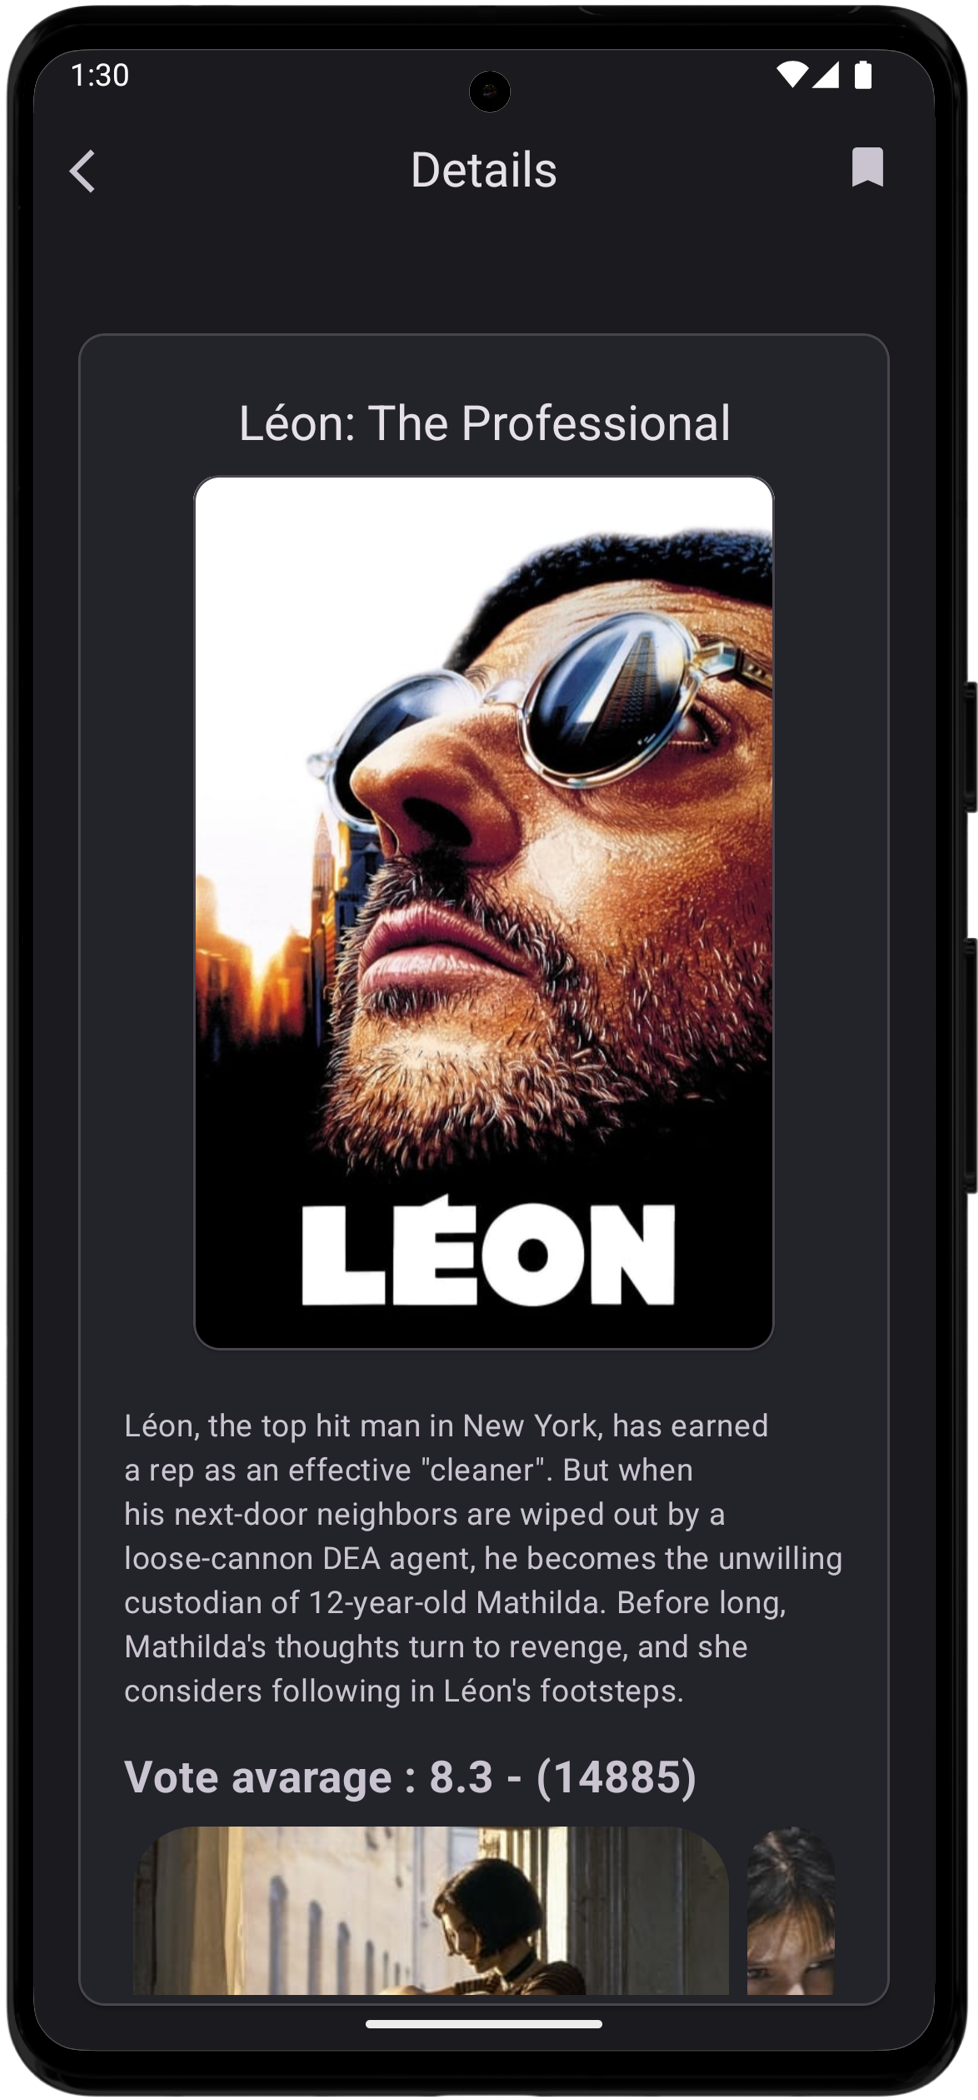 1:30
Details
Léon: The Professional
LÉON
Léon, the top hit man in New York, has earned
a rep as an effective "cleaner". But when
his next-door neighbors are wiped out by a
loose-cannon DEA agent, he becomes the unwilling
custodian of 12-year-old Mathilda. Before long,
Mathilda's thoughts turn to revenge, and she
considers following in Léon's footsteps.
Vote avarage : 8.3 - (14885)